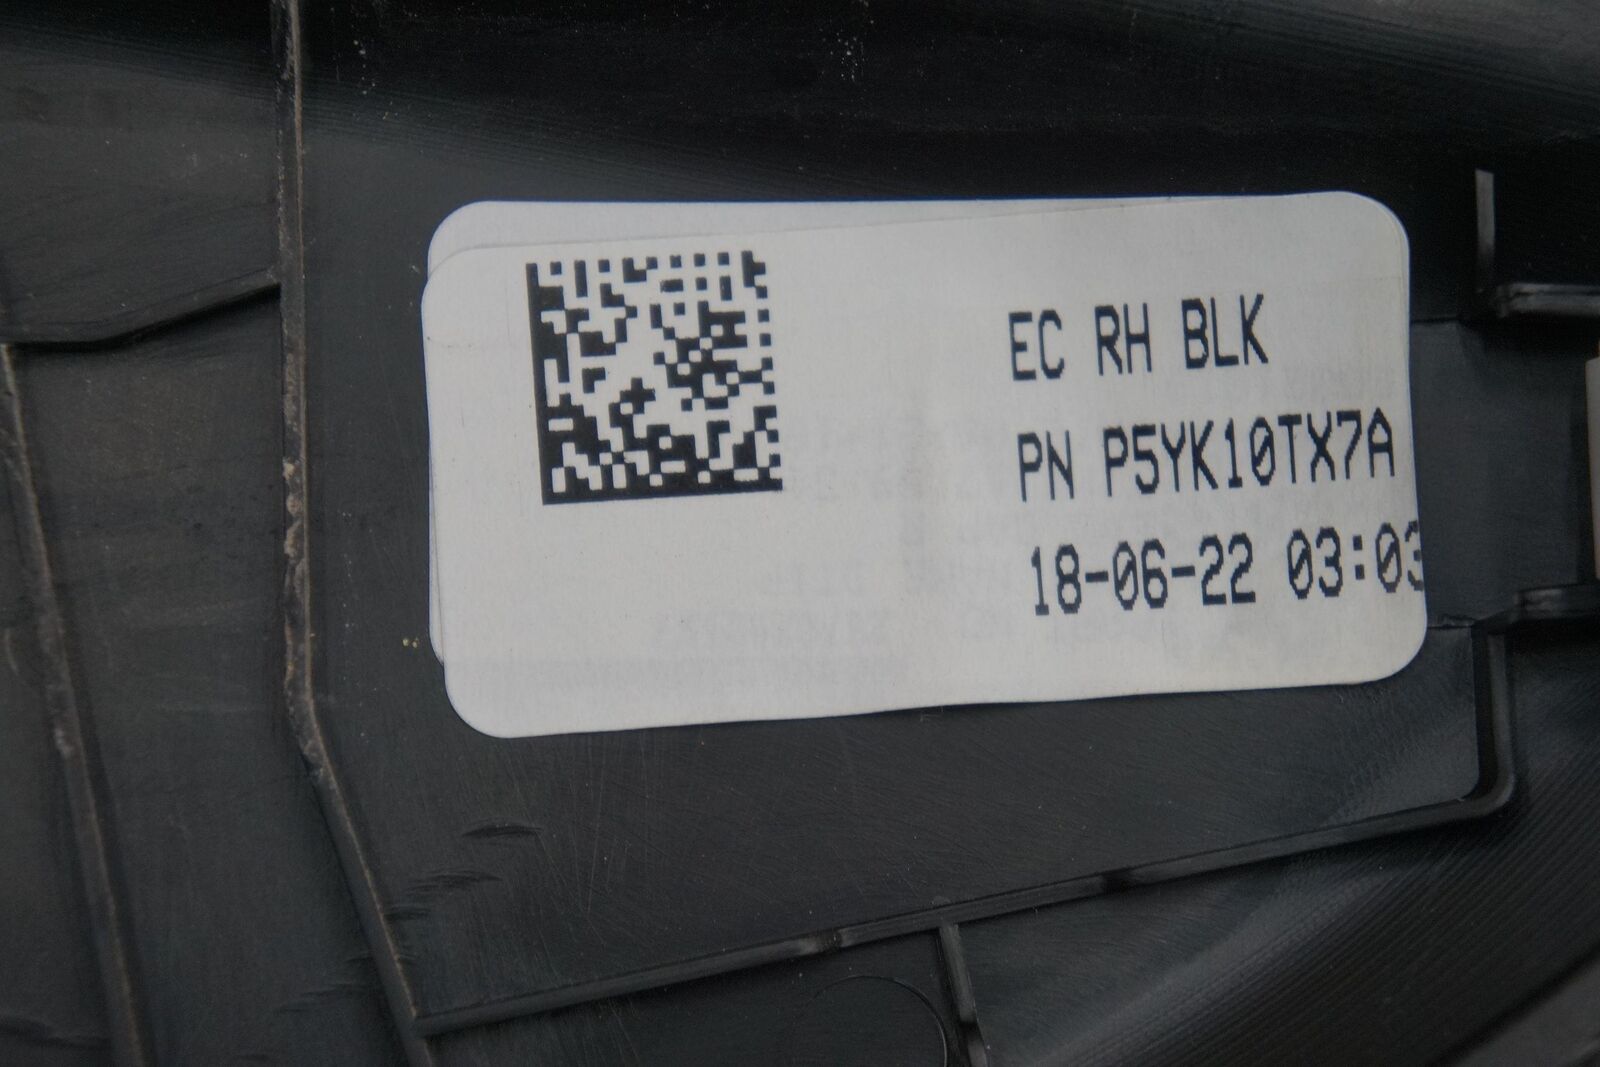 EC RH BLK
PN P5YK10TX7A
18-06-22 03:03